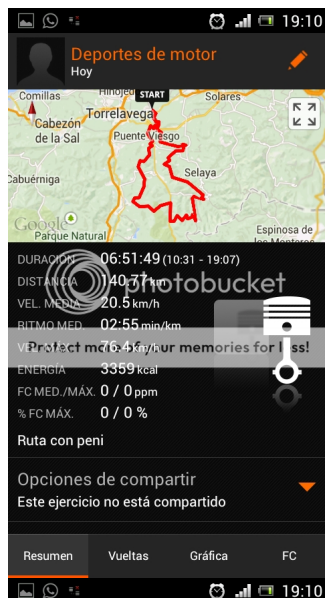 19:10
Deportes de motor
Hoy
Comillas
Hinojed
START
Solares
Torrelavega
Cabezón
de la Sal
Puente Viesgo
Cabuérniga
Selaya
Google
Parque Natural
Espinosa de
los Monteros
DURACIÓN 06:51:49 (10:31 - 19:07)
DISTANCIA 140.77 km
photobucket
VEL. MEDIA 20.5 km/h
RITMO MED. 02:55 min/km
Protect more of your memories for less!
VEL. MÁX. 76.4 km/h
ENERGÍA 3359 kcal
FC MED./MÁX. 0 / 0 ppm
% FC MÁX. 0 / 0 %
Ruta con peni
Opciones de compartir
Este ejercicio no está compartido
Resumen Vueltas Gráfica FC
19:10